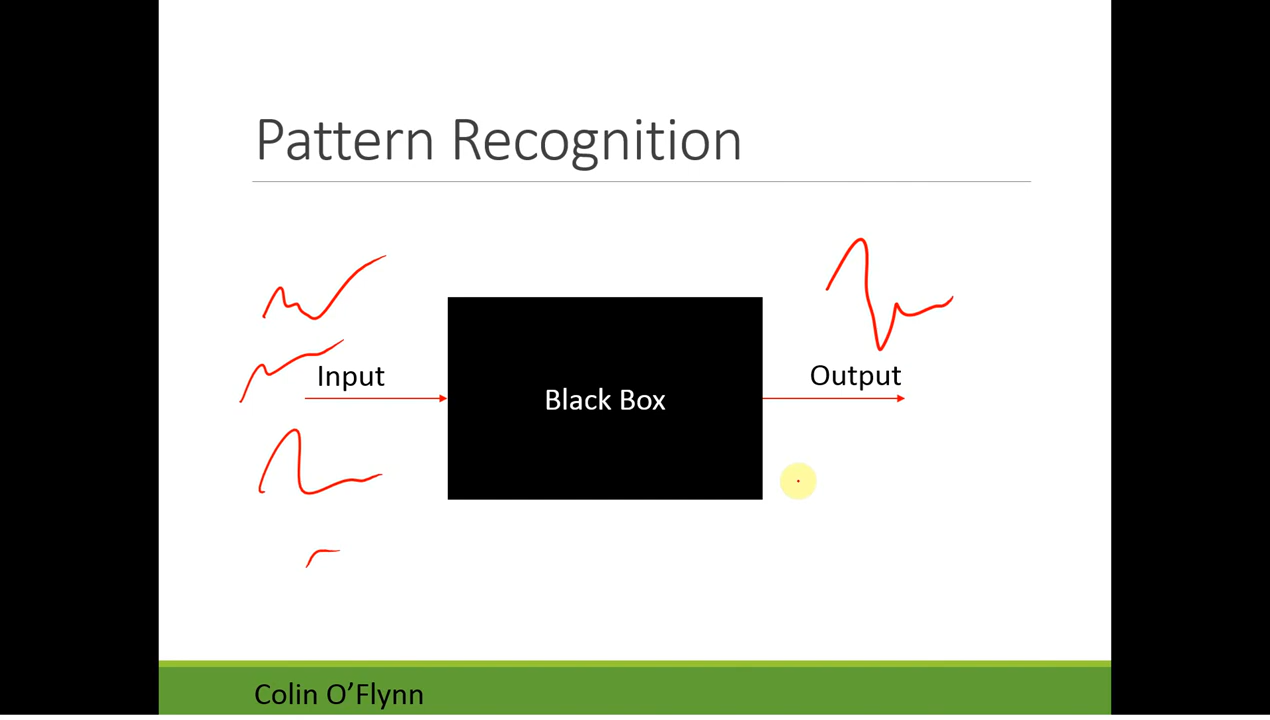 Pattern Recognition
Input
Black Box
Output
Colin O’Flynn